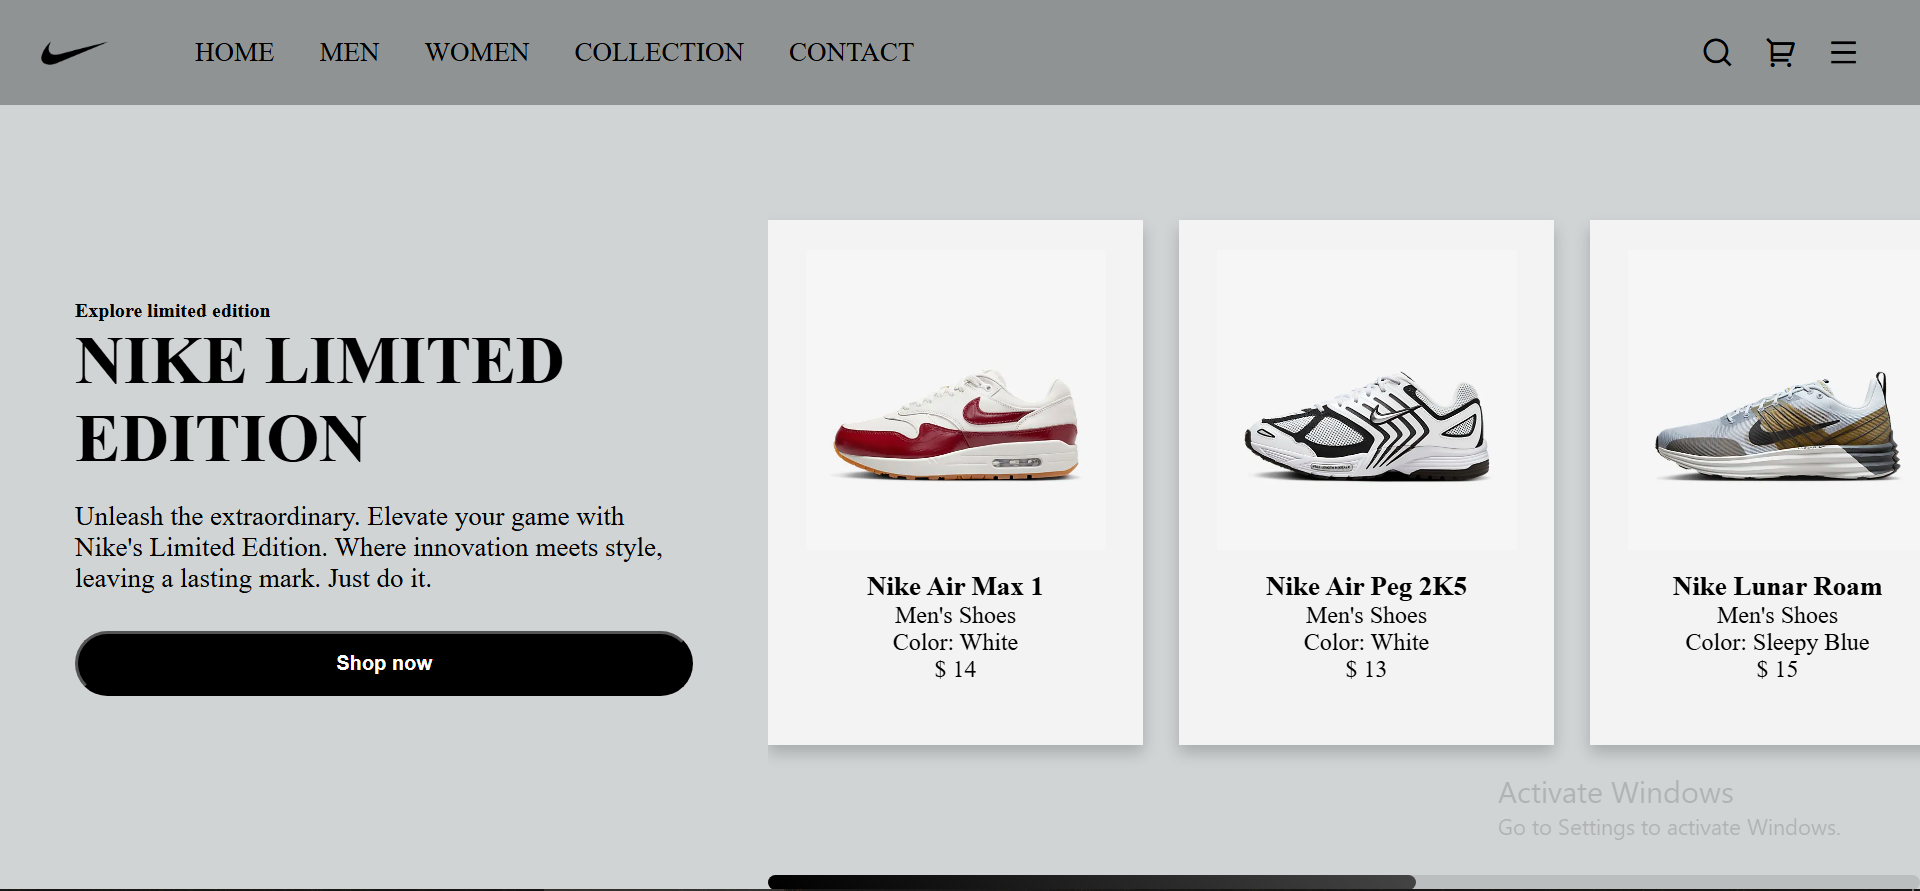 HOME MEN WOMEN COLLECTION CONTACT
Explore limited edition
NIKE LIMITED
EDITION
Unleash the extraordinary. Elevate your game with
Nike's Limited Edition. Where innovation meets style,
leaving a lasting mark. Just do it.
Shop now
Nike Air Max 1
Men's Shoes
Color: White
$ 14
Nike Air Peg 2K5
Men's Shoes
Color: White
$ 13
Nike Lunar Roam
Men's Shoes
Color: Sleepy Blue
$ 15
Activate Windows
Go to Settings to activate Windows.